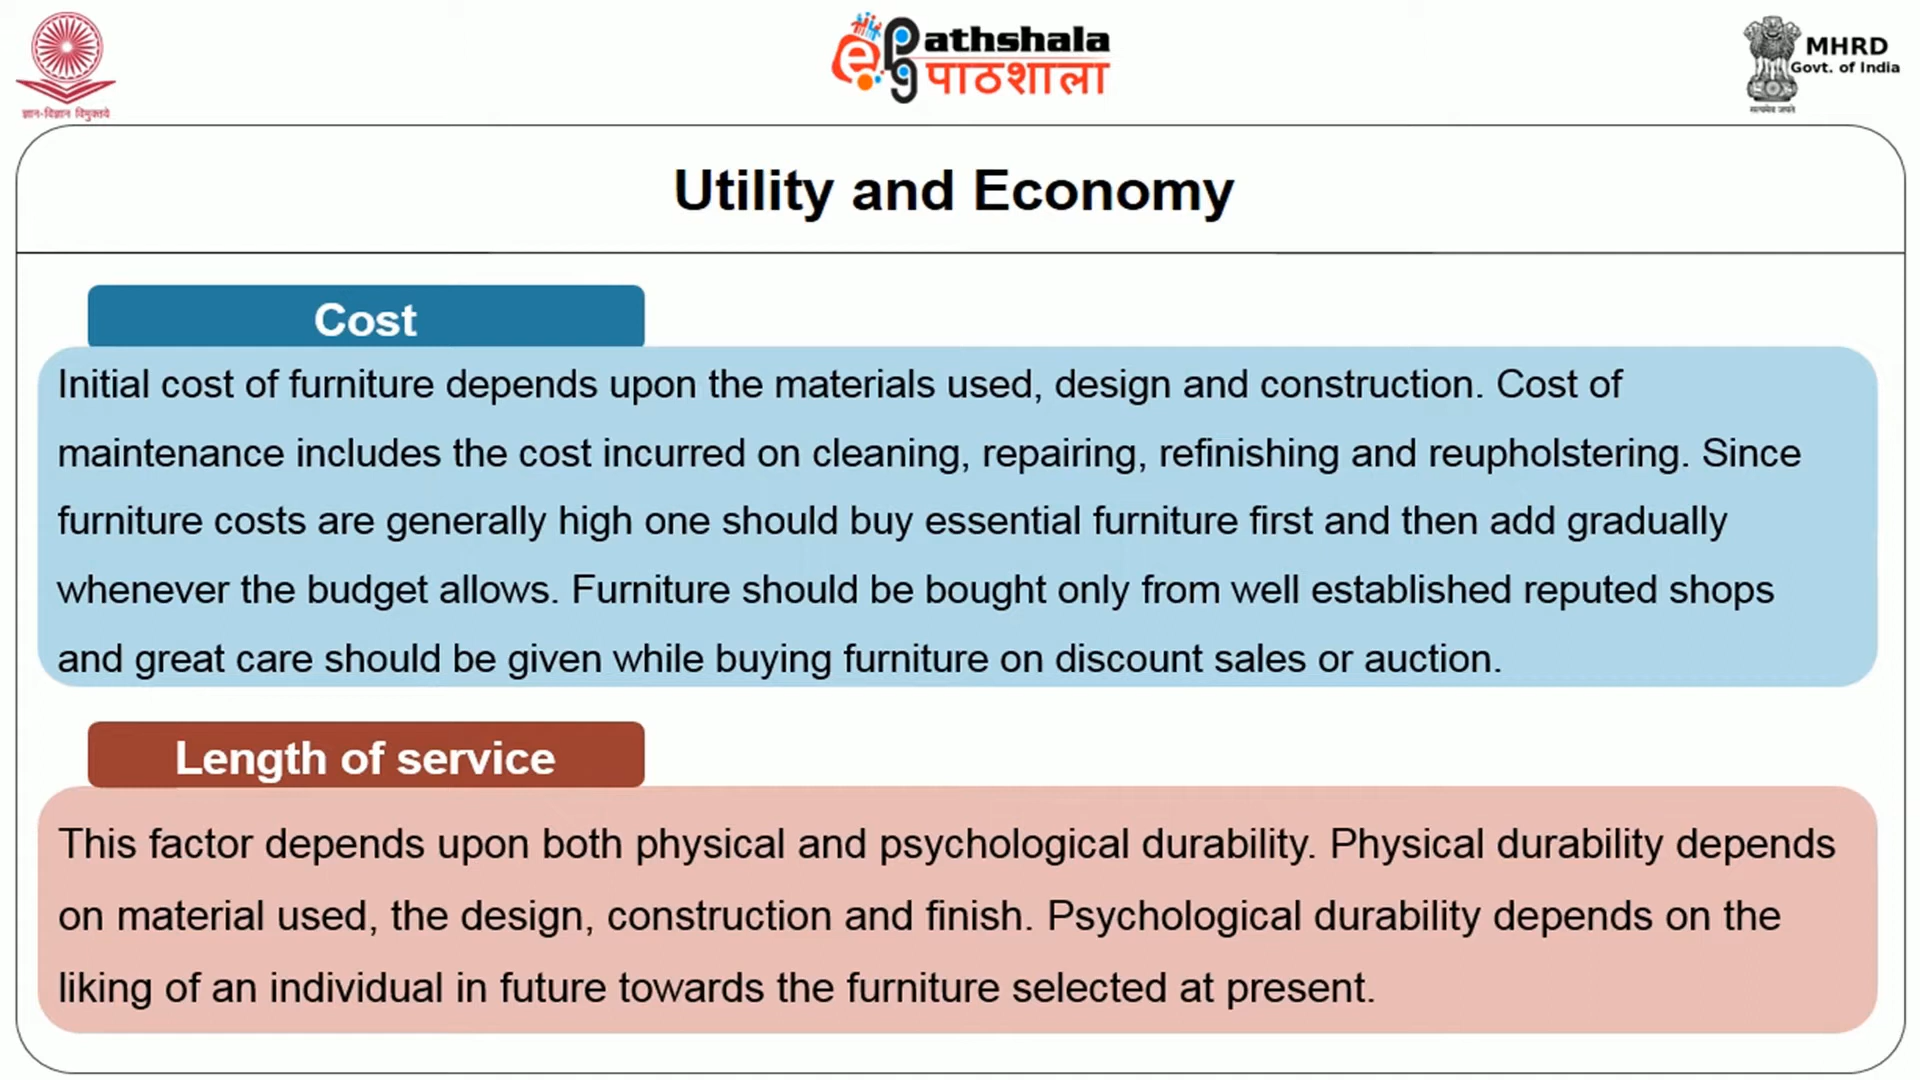 ज्ञान-विज्ञान विमुक्तये
e
pg
athshala
पाठशाला
MHRD
Govt. of India
सत्यमेव जयते
Utility and Economy
Cost
Initial cost of furniture depends upon the materials used, design and construction. Cost of
maintenance includes the cost incurred on cleaning, repairing, refinishing and reupholstering. Since
furniture costs are generally high one should buy essential furniture first and then add gradually
whenever the budget allows. Furniture should be bought only from well established reputed shops
and great care should be given while buying furniture on discount sales or auction.
Length of service
This factor depends upon both physical and psychological durability. Physical durability depends
on material used, the design, construction and finish. Psychological durability depends on the
liking of an individual in future towards the furniture selected at present.